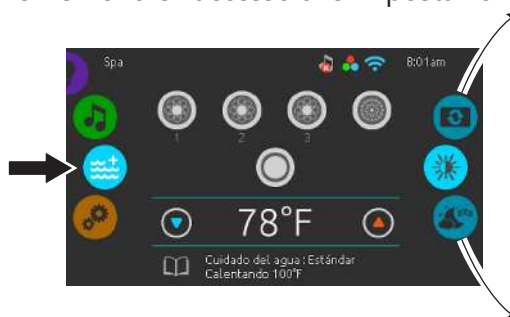 Spa 8:01am
1 2 3
78°F
Cuidado del agua: Estándar
Calentando 100°F